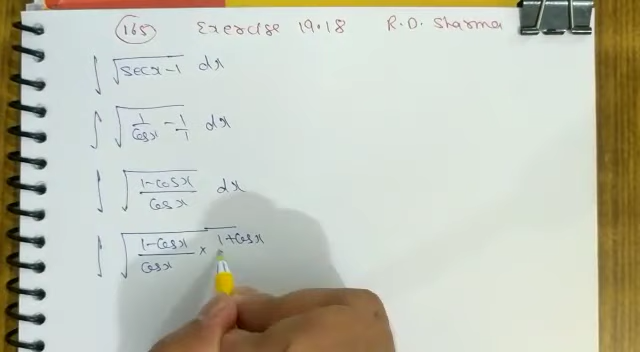 165 Exercise 19.18 R.D. Sharma
∫ √(secx-1) dx
∫ √(1/cosx - 1/1) dx
∫ √((1-cosx)/cosx) dx
∫ √((1-cosx)/cosx × 1+cosx